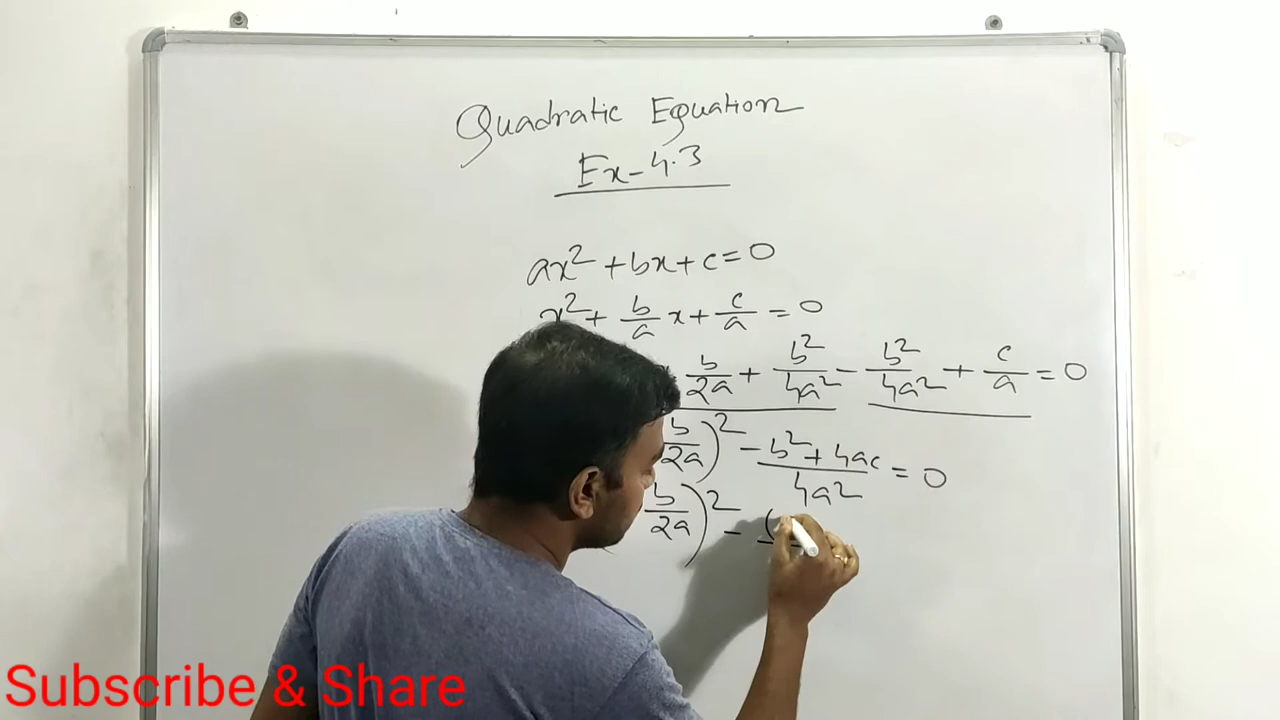 Quadratic Equation
Ex-4.3
ax² + bx + c = 0
x² + b/a x + c/a = 0
b/2a + b²/4a² - b²/4a² + c/a = 0
b/2a)² - b² + 4ac/4a² = 0
b/2a)² - (
Subscribe & Share